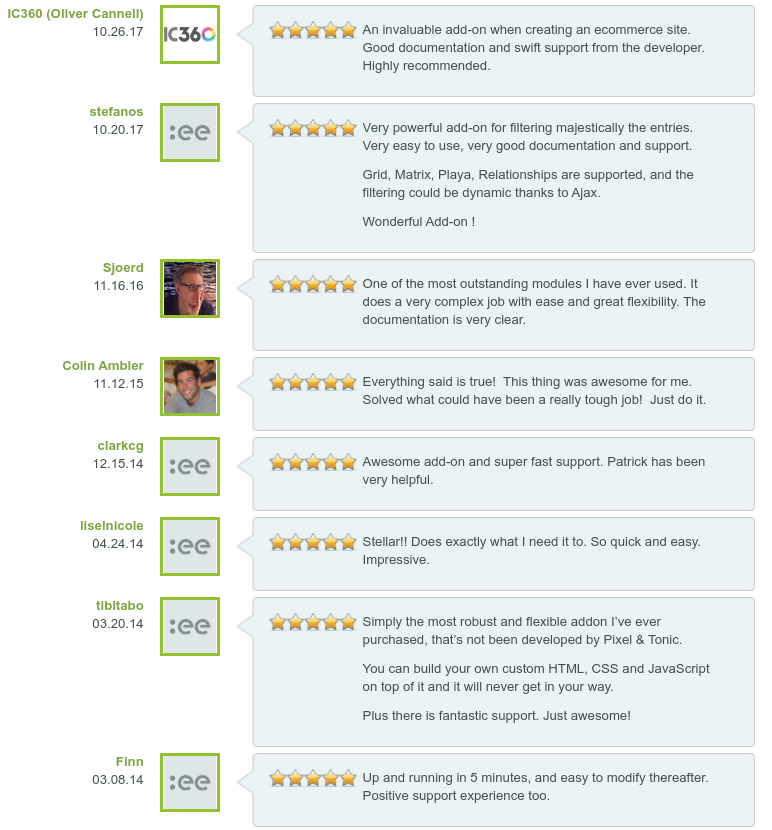 IC360 (Oliver Cannell)
10.26.17
IC360
An invaluable add-on when creating an ecommerce site.
Good documentation and swift support from the developer.
Highly recommended.
stefanos
10.20.17
:ee
Very powerful add-on for filtering majestically the entries.
Very easy to use, very good documentation and support.
Grid, Matrix, Playa, Relationships are supported, and the
filtering could be dynamic thanks to Ajax.
Wonderful Add-on !
Sjoerd
11.16.16
One of the most outstanding modules I have ever used. It
does a very complex job with ease and great flexibility. The
documentation is very clear.
Colin Ambler
11.12.15
Everything said is true!  This thing was awesome for me.
Solved what could have been a really tough job!  Just do it.
clarkcg
12.15.14
:ee
Awesome add-on and super fast support. Patrick has been
very helpful.
liselnicole
04.24.14
:ee
Stellar!! Does exactly what I need it to. So quick and easy.
Impressive.
tibitabo
03.20.14
:ee
Simply the most robust and flexible addon I’ve ever
purchased, that’s not been developed by Pixel & Tonic.
You can build your own custom HTML, CSS and JavaScript
on top of it and it will never get in your way.
Plus there is fantastic support. Just awesome!
Finn
03.08.14
:ee
Up and running in 5 minutes, and easy to modify thereafter.
Positive support experience too.